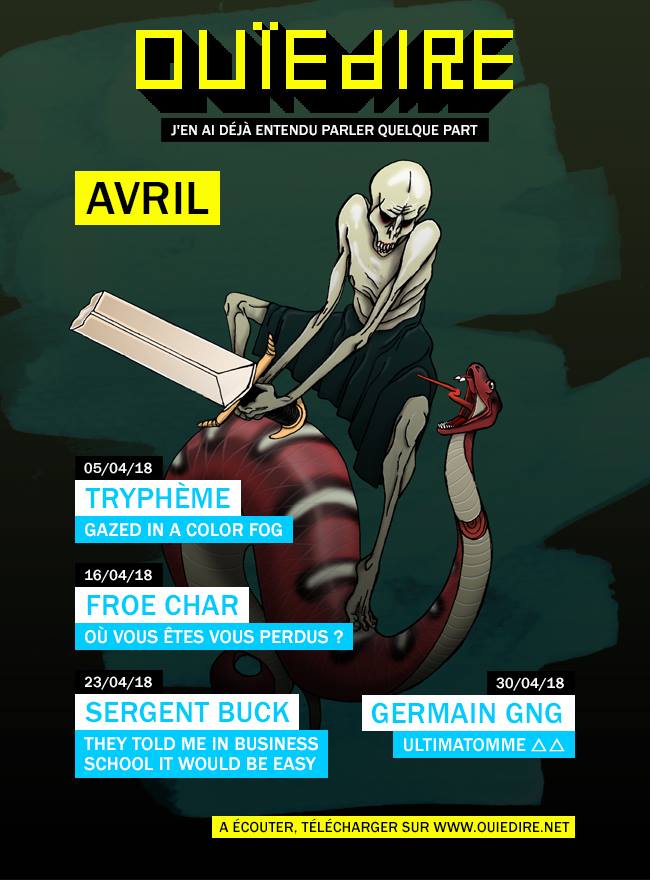 OUÏEdIRE
J'EN AI DÉJÀ ENTENDU PARLER QUELQUE PART
AVRIL
05/04/18
TRYPHÈME
GAZED IN A COLOR FOG
16/04/18
FROE CHAR
OÙ VOUS ÊTES VOUS PERDUS ?
23/04/18
SERGENT BUCK
THEY TOLD ME IN BUSINESS
SCHOOL IT WOULD BE EASY
30/04/18
GERMAIN GNG
ULTIMATOMME △△
A ÉCOUTER, TÉLÉCHARGER SUR WWW.OUIEDIRE.NET